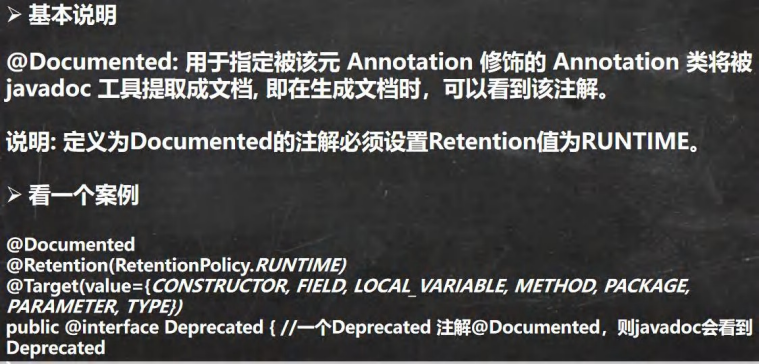 ➢ 基本说明
@Documented: 用于指定被该元 Annotation 修饰的 Annotation 类将被
javadoc 工具提取成文档, 即在生成文档时，可以看到该注解。
说明: 定义为Documented的注解必须设置Retention值为RUNTIME。
➢ 看一个案例
@Documented
@Retention(RetentionPolicy.RUNTIME)
@Target(value={CONSTRUCTOR, FIELD, LOCAL_VARIABLE, METHOD, PACKAGE,
PARAMETER, TYPE})
public @interface Deprecated { //一个Deprecated 注解@Documented，则javadoc会看到
Deprecated